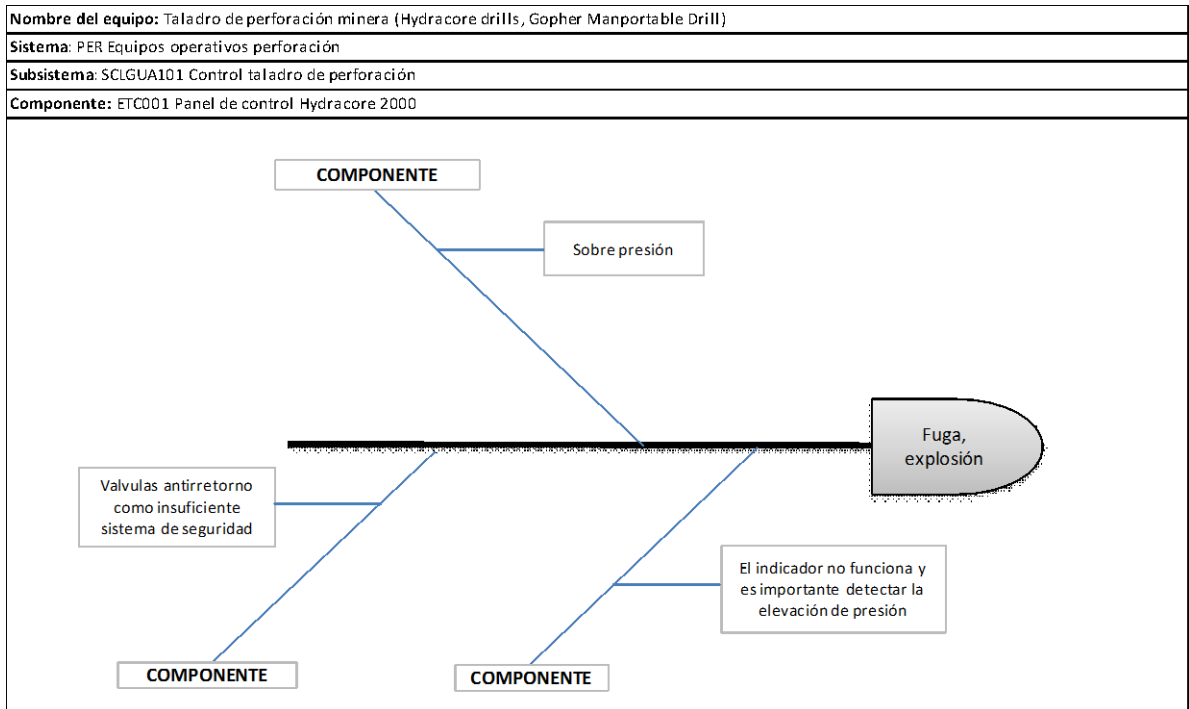 Nombre del equipo: Taladro de perforación minera (Hydracore drills, Gopher Manportable Drill)
Sistema: PER Equipos operativos perforación
Subsistema: SCLGUA101 Control taladro de perforación
Componente: ETC001 Panel de control Hydracore 2000
COMPONENTE
Sobre presión
Fuga,
explosión
Valvulas antirretorno
como insuficiente
sistema de seguridad
El indicador no funciona y
es importante detectar la
elevación de presión
COMPONENTE
COMPONENTE